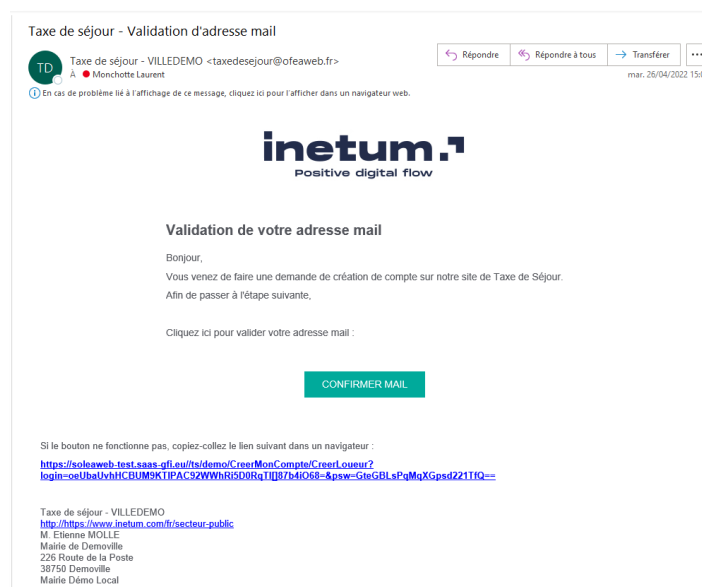 Taxe de séjour - Validation d'adresse mail
TD
Taxe de séjour - VILLEDEMO <taxedesejour@ofeaweb.fr>
À Monchotte Laurent
Répondre
Répondre à tous
Transférer
mar. 26/04/2022 15:
En cas de problème lié à l'affichage de ce message, cliquez ici pour l'afficher dans un navigateur web.
inetum.
Positive digital flow
Validation de votre adresse mail
Bonjour,
Vous venez de faire une demande de création de compte sur notre site de Taxe de Séjour.
Afin de passer à l'étape suivante,
Cliquez ici pour valider votre adresse mail :
CONFIRMER MAIL
Si le bouton ne fonctionne pas, copiez-collez le lien suivant dans un navigateur :
https://soleaweb-test.saas-gfi.eu//ts/demo/CreerMonCompte/CreerLoueur?
login=oeUbaUvhHCBUM9KTIPAC92WWhRi5D0RqTI[]87b4iO68=&psw=GteGBLsPqMqXGpsd221TfQ==
Taxe de séjour - VILLEDEMO
http://https://www.inetum.com/fr/secteur-public
M. Etienne MOLLE
Mairie de Demoville
226 Route de la Poste
38750 Demoville
Mairie Démo Local